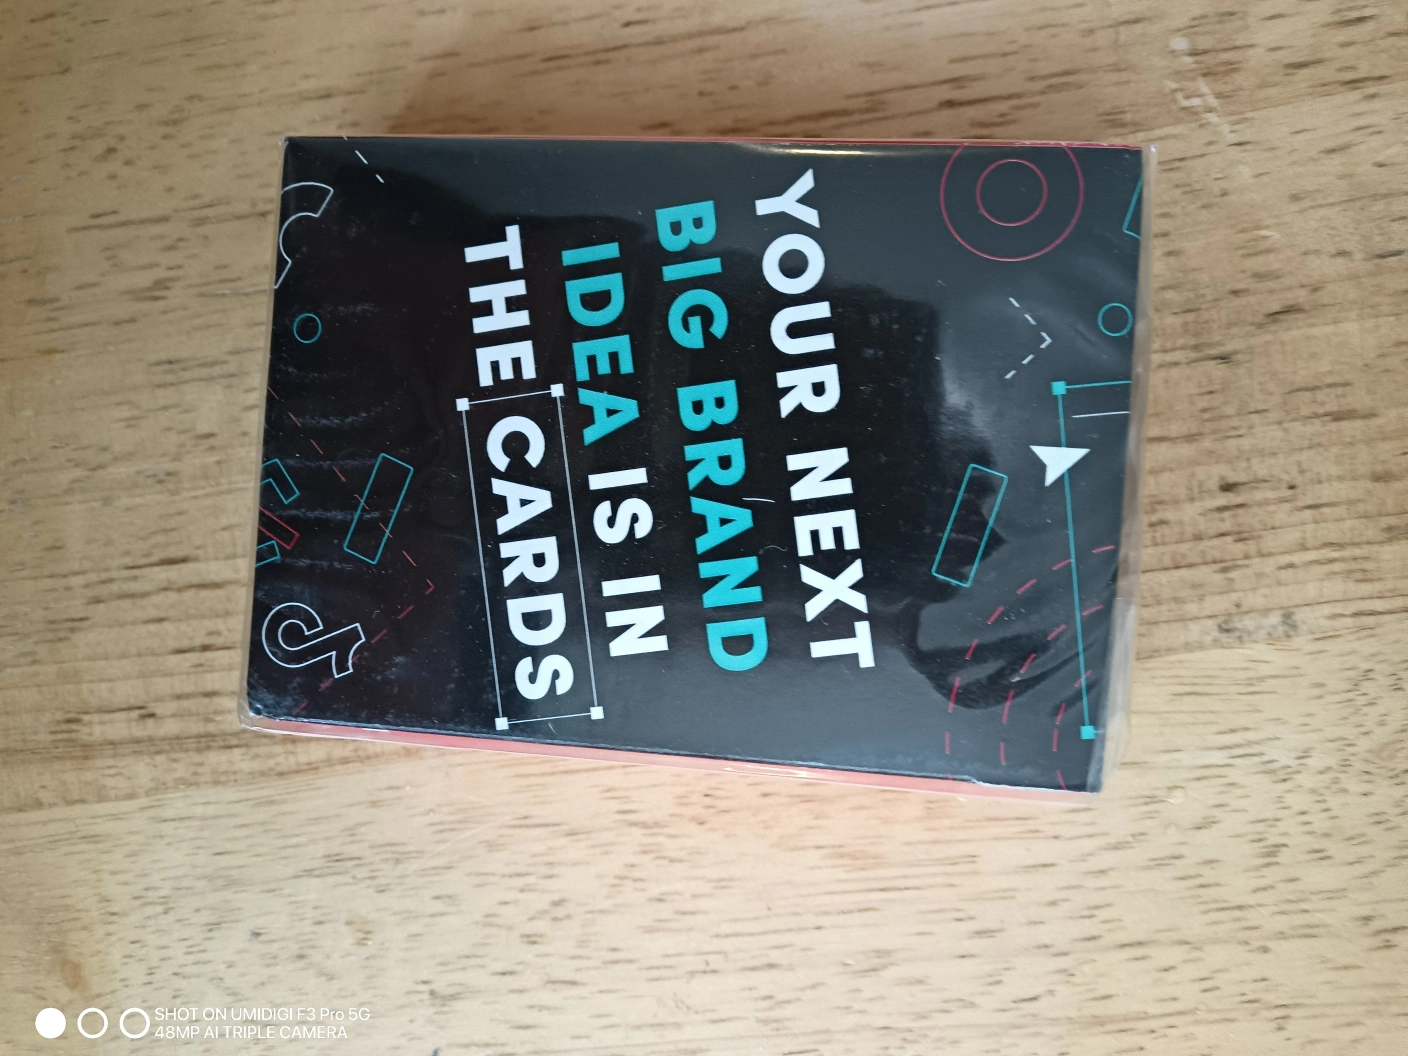 YOUR NEXT
BIG BRAND
IDEA IS IN
THE CARDS
SHOT ON UMIDIGI F3 Pro 5G
48MP AI TRIPLE CAMERA